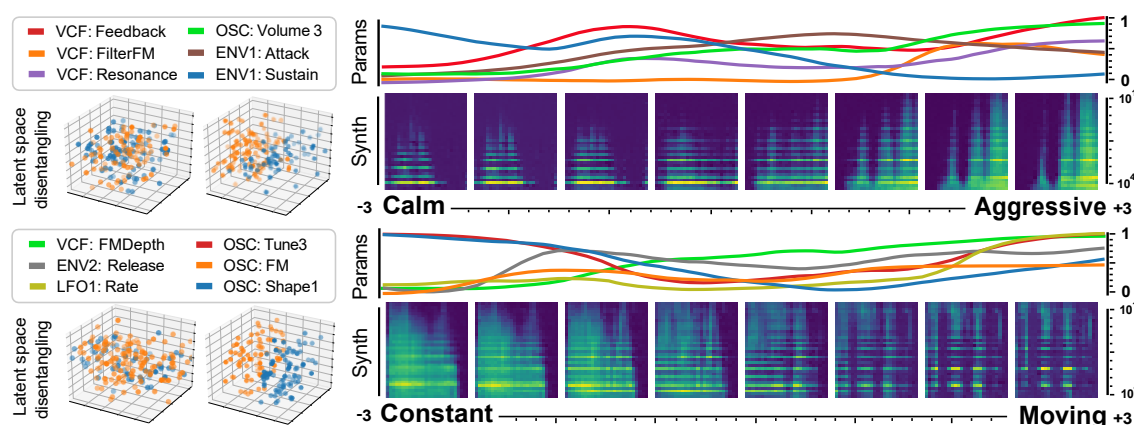 VCF: Feedback
OSC: Volume 3
VCF: FilterFM
ENV1: Attack
VCF: Resonance
ENV1: Sustain
Params
1
0
Latent space
disentangling
Synth
10¹
10⁴
-3
Calm
Aggressive
+3
VCF: FMDepth
OSC: Tune3
ENV2: Release
OSC: FM
LFO1: Rate
OSC: Shape1
Params
1
0
Latent space
disentangling
Synth
10¹
10
-3
Constant
Moving
+3